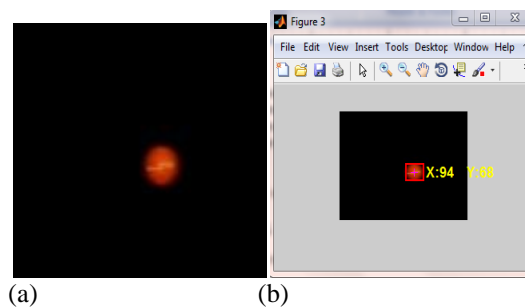 Figure 3
File Edit View Insert Tools Desktop Window Help
X:94 Y:68
(a) (b)